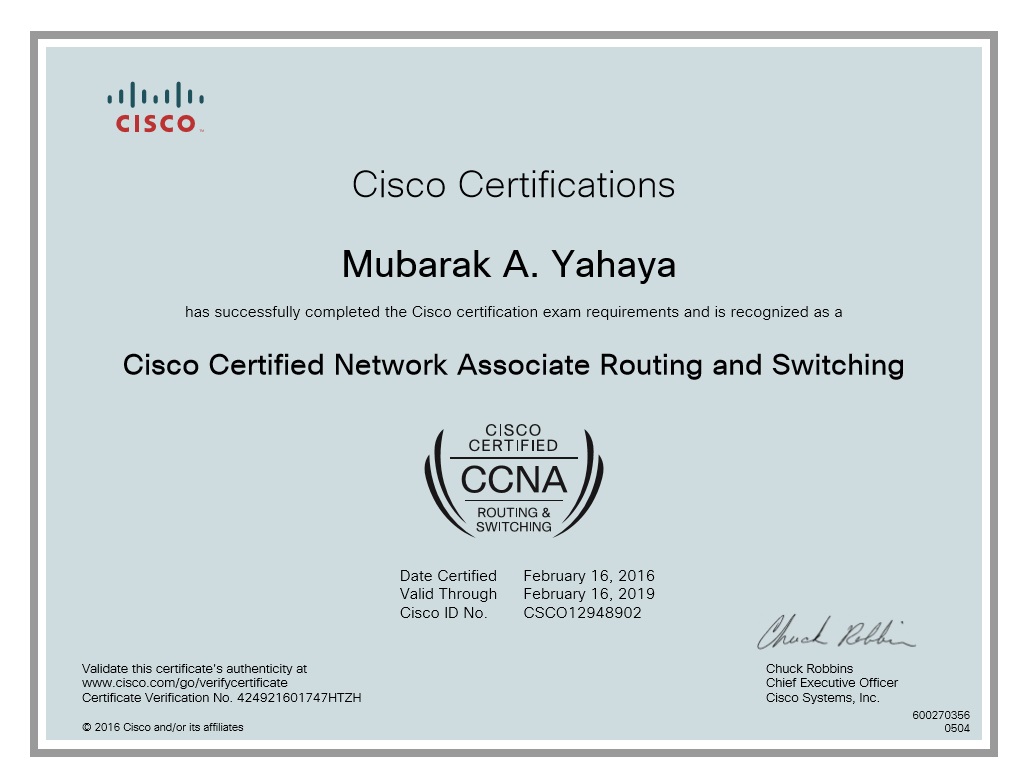 CISCO
Cisco Certifications
Mubarak A. Yahaya
has successfully completed the Cisco certification exam requirements and is recognized as a
Cisco Certified Network Associate Routing and Switching
CISCO
CERTIFIED
CCNA
ROUTING &
SWITCHING
Date Certified February 16, 2016
Valid Through February 16, 2019
Cisco ID No. CSCO12948902
Chuck Robbin
Validate this certificate's authenticity at
www.cisco.com/go/verifycertificate
Certificate Verification No. 424921601747HTZH
© 2016 Cisco and/or its affiliates
Chuck Robbins
Chief Executive Officer
Cisco Systems, Inc.
600270356
0504